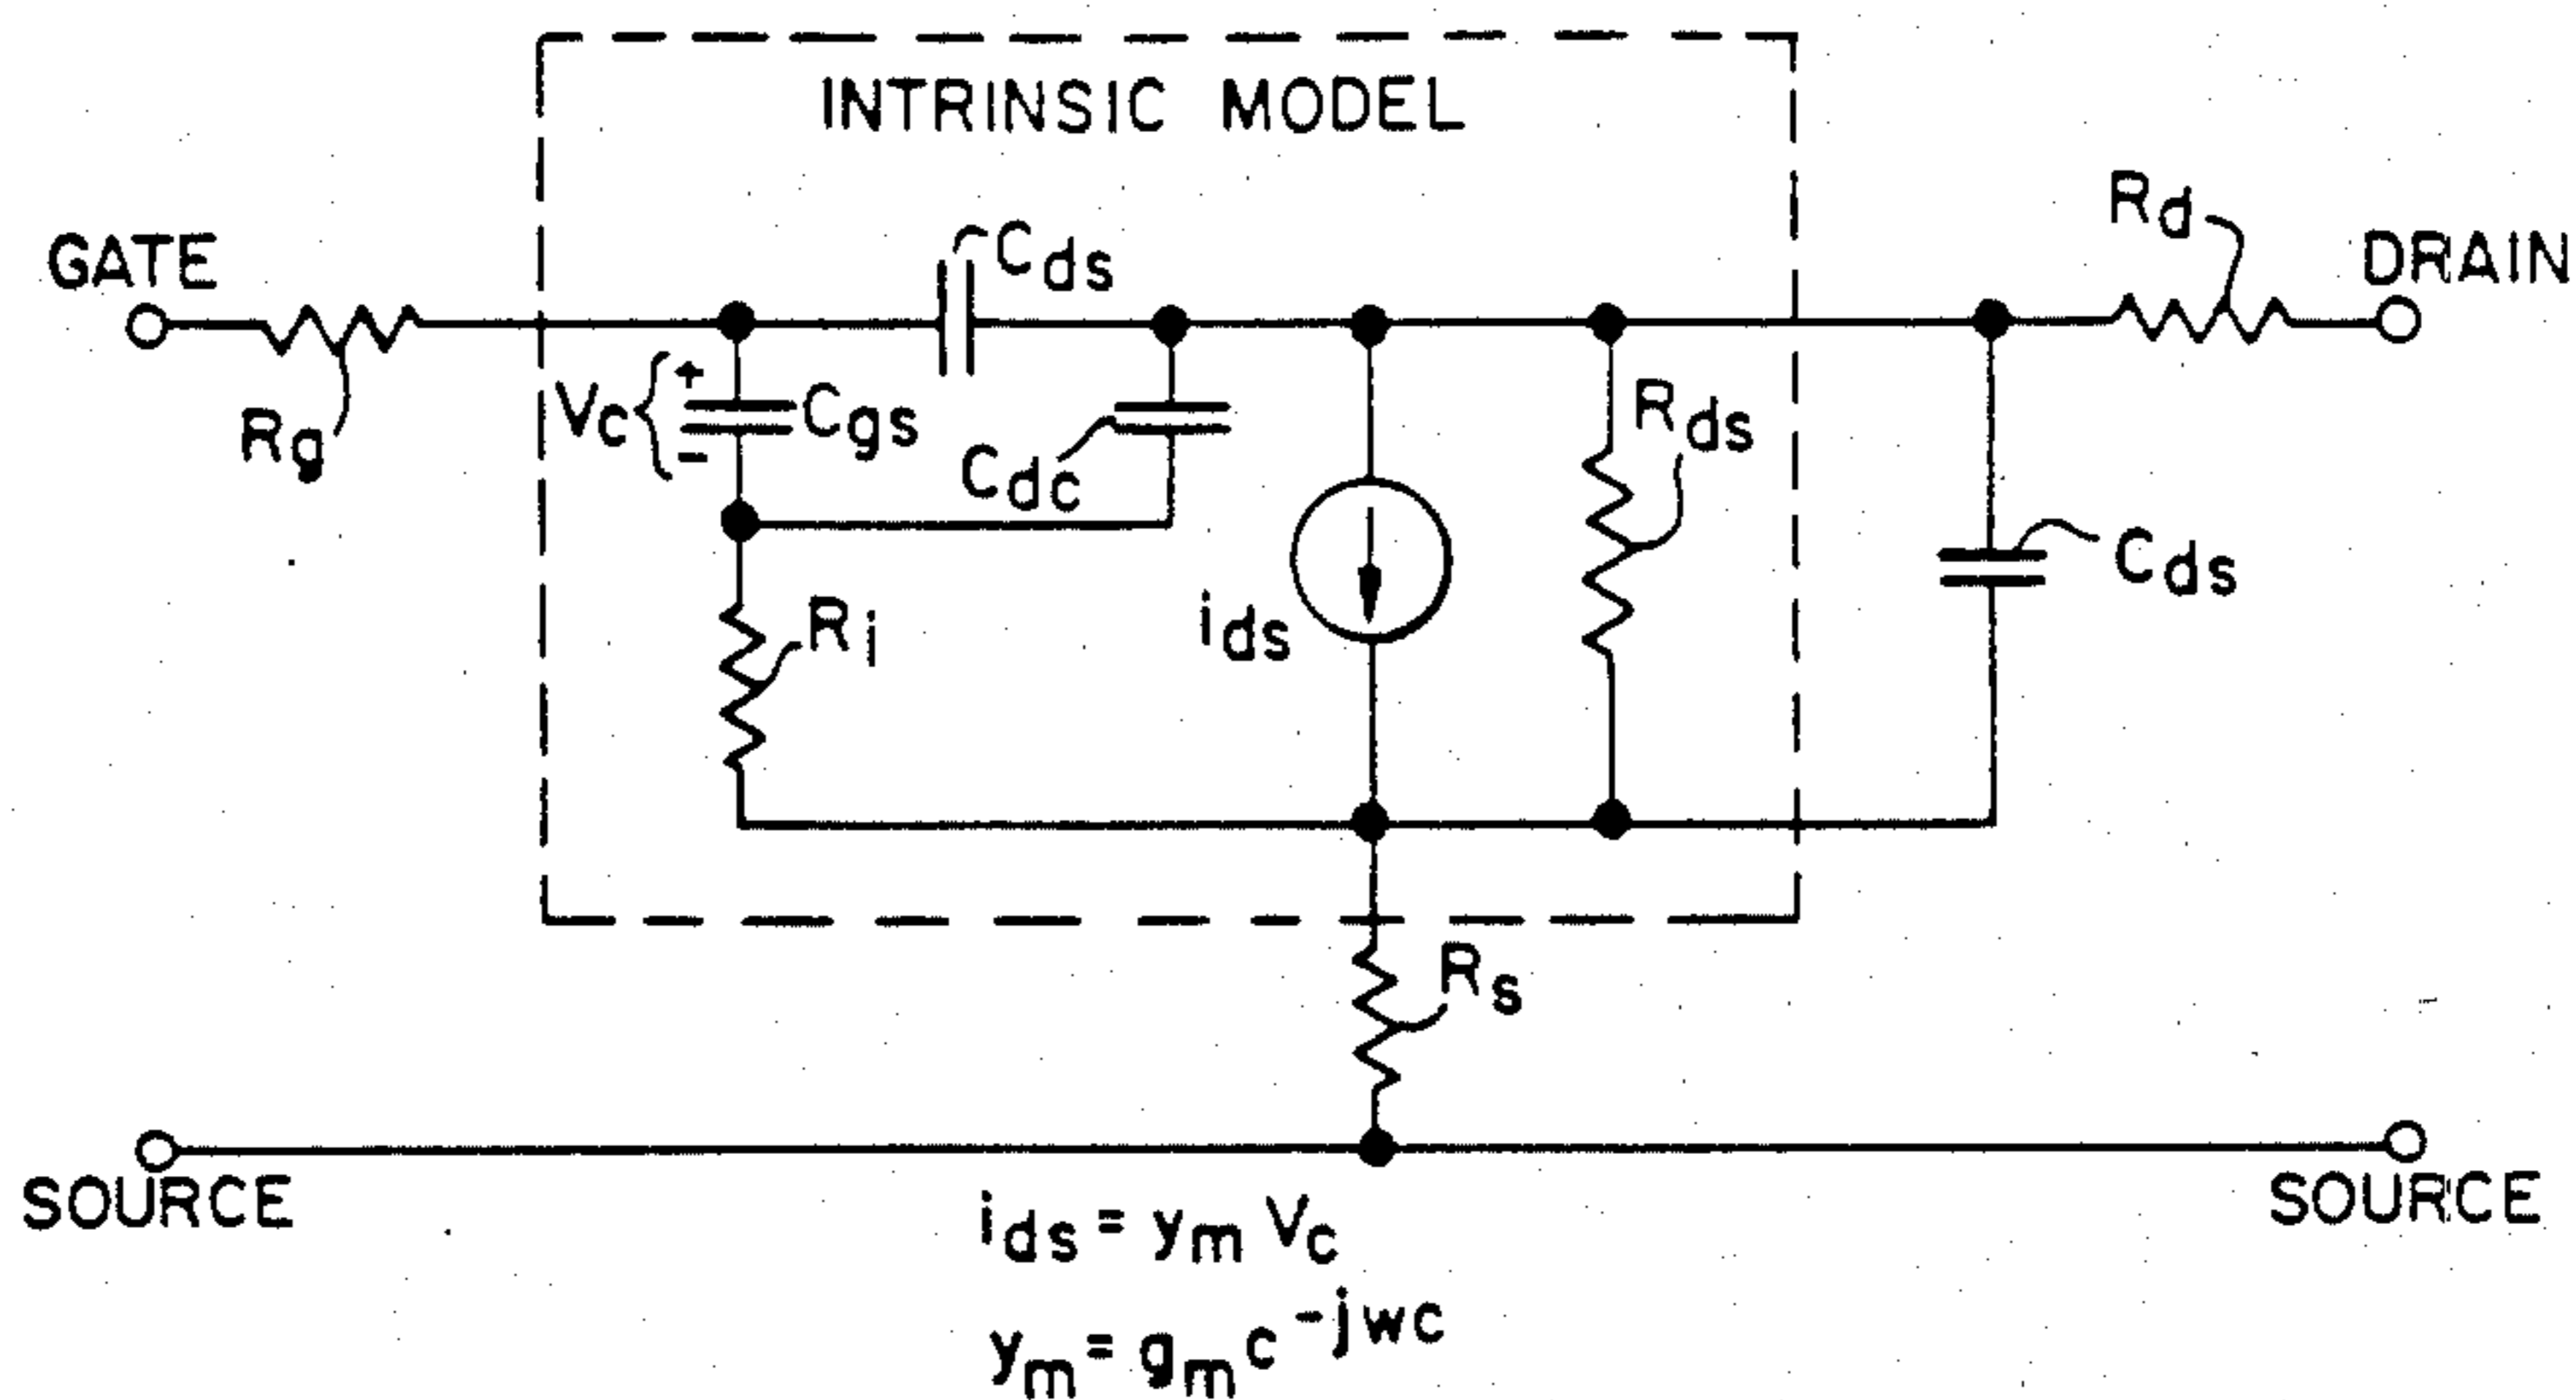 INTRINSIC MODEL
GATE
Rg
Vc
+
-
Cgs
Cds
Cdc
Ri
ids
Rds
Cds
Rd
DRAIN
Rs
SOURCE
SOURCE
ids = ym Vc
ym = gm c^-jwc